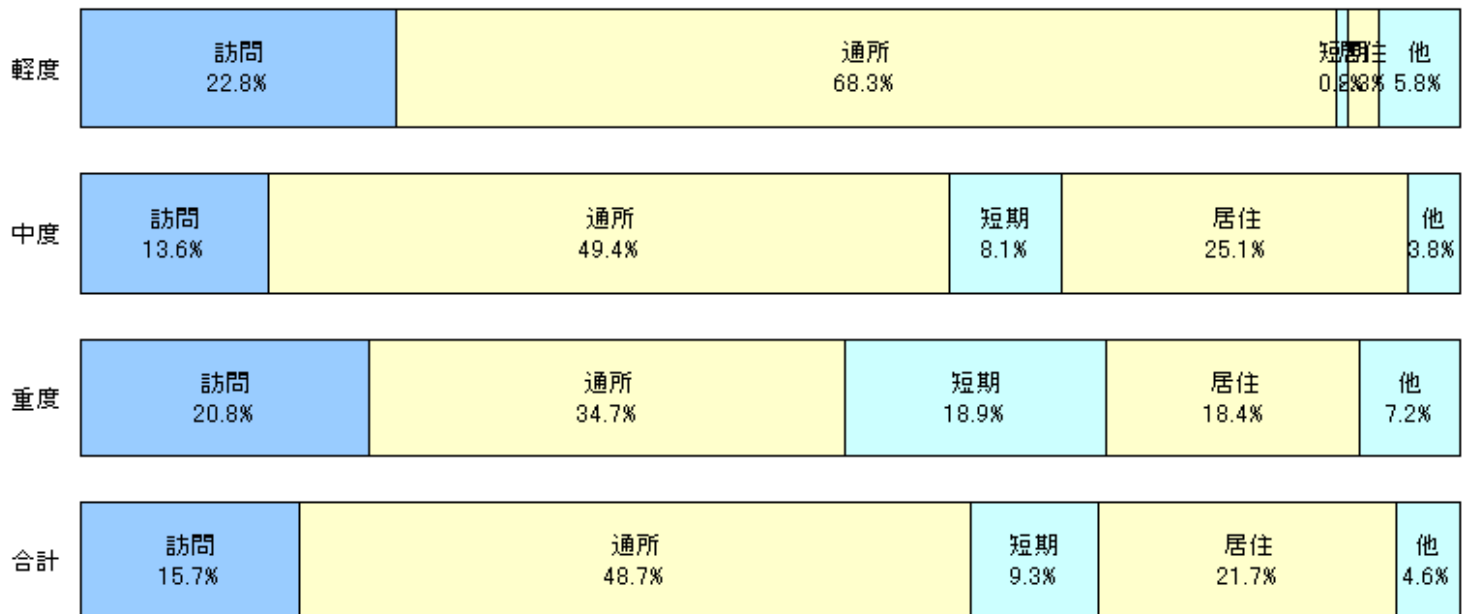 軽度
訪問
22.8%
通所
68.3%
他
5.8%
中度
訪問
13.6%
通所
49.4%
短期
8.1%
居住
25.1%
他
3.8%
重度
訪問
20.8%
通所
34.7%
短期
18.9%
居住
18.4%
他
7.2%
合計
訪問
15.7%
通所
48.7%
短期
9.3%
居住
21.7%
他
4.6%